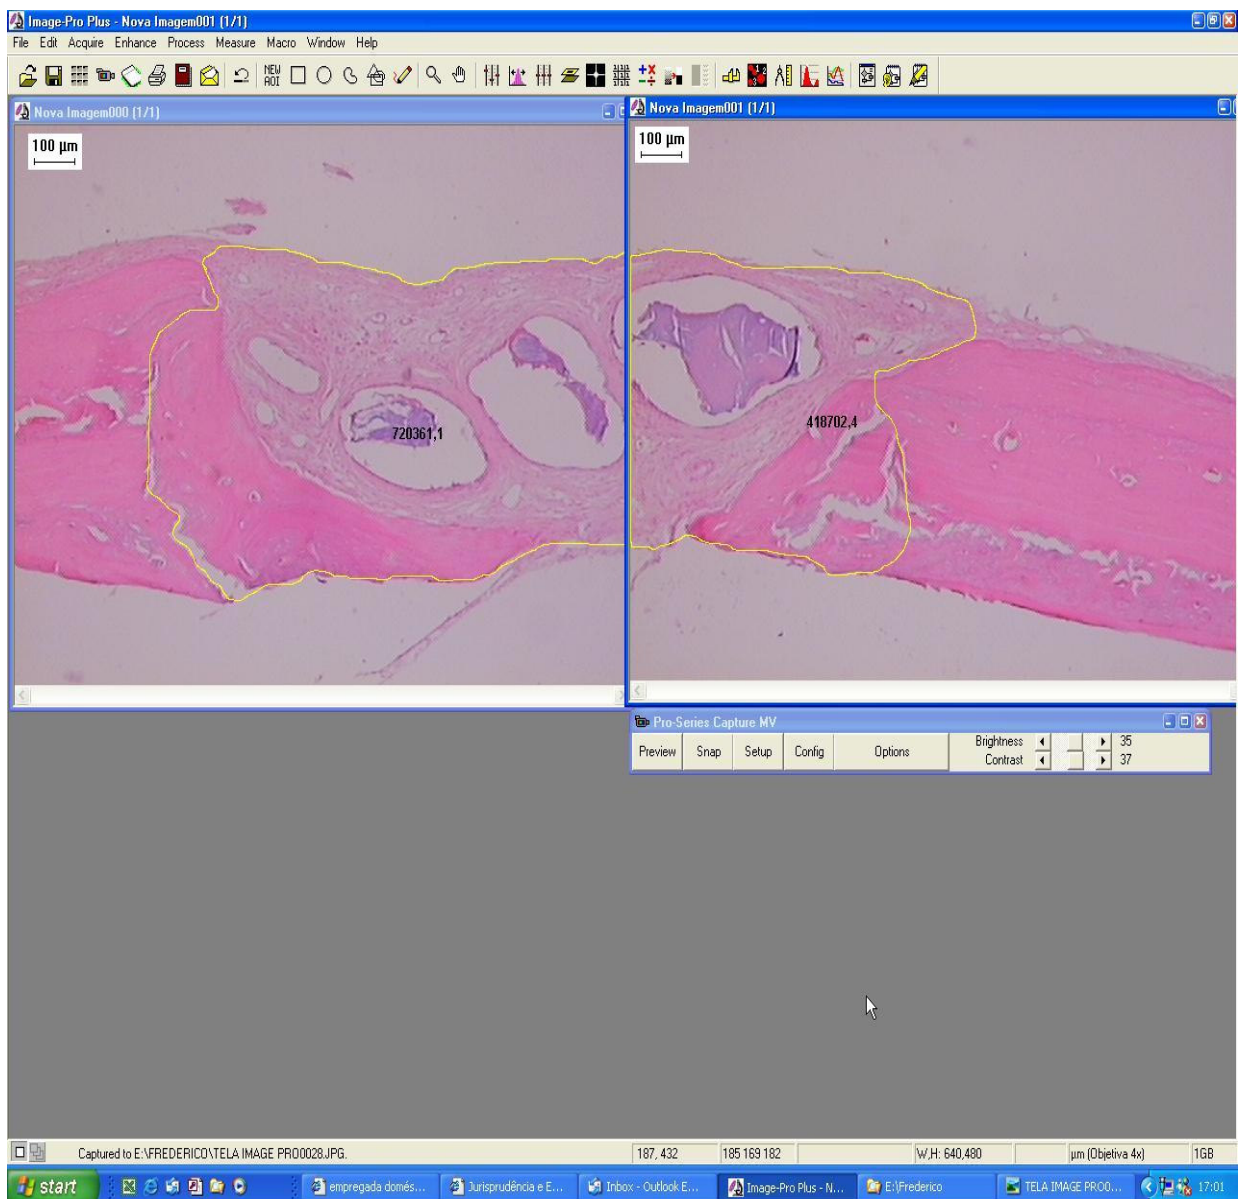 Image-Pro Plus - Nova Imagem001 (1/1)
File Edit Acquire Enhance Process Measure Macro Window Help
NEW AOI
Nova Imagem000 (1/1)
Nova Imagem001 (1/1)
100 µm
100 µm
720361,1
418702,4
Pro-Series Capture MV
Preview Snap Setup Config Options
Brightness 35
Contrast 37
Captured to E:\FREDERICO\TELA IMAGE PRO0028.JPG. 187, 432 185 169 182 W,H: 640,480 µm (Objetiva 4x) 1GB
start empregada domés... Jurisprudência e E... Inbox - Outlook E... Image-Pro Plus - N... E:\Frederico TELA IMAGE PRO0... 17:01